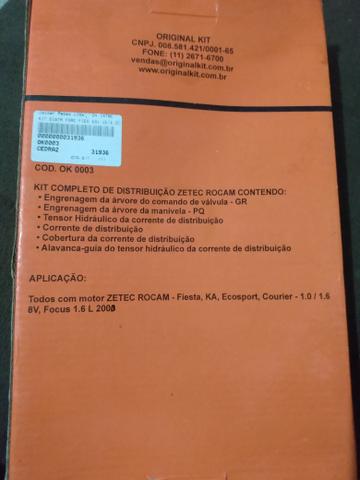 ORIGINAL KIT
CNPJ. 008.581.421/0001-65
FONE: (11) 2671-6700
vendas@originalkit.com.br
www.originalkit.com.br
0000000031936
OK0003
CEDRAZ 31936
COD. OK 0003
KIT COMPLETO DE DISTRIBUIÇÃO ZETEC ROCAM CONTENDO:
• Engrenagem da árvore do comando de válvula - GR
• Engrenagem da árvore da manivela - PQ
• Tensor Hidráulico da corrente de distribuição
• Corrente de distribuição
• Cobertura da corrente de distribuição
• Alavanca-guia do tensor hidráulico da corrente de distribuição
APLICAÇÃO:
Todos com motor ZETEC ROCAM - Fiesta, KA, Ecosport, Courier - 1.0 / 1.6
8V, Focus 1.6 L 2003